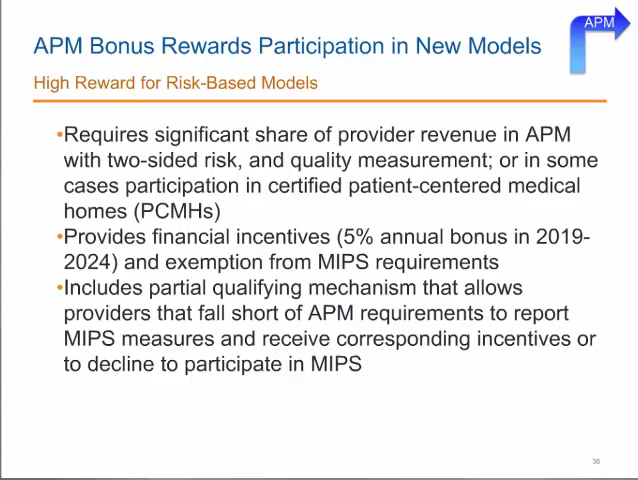 APM
APM Bonus Rewards Participation in New Models
High Reward for Risk-Based Models
•Requires significant share of provider revenue in APM
with two-sided risk, and quality measurement; or in some
cases participation in certified patient-centered medical
homes (PCMHs)
•Provides financial incentives (5% annual bonus in 2019-
2024) and exemption from MIPS requirements
•Includes partial qualifying mechanism that allows
providers that fall short of APM requirements to report
MIPS measures and receive corresponding incentives or
to decline to participate in MIPS
36